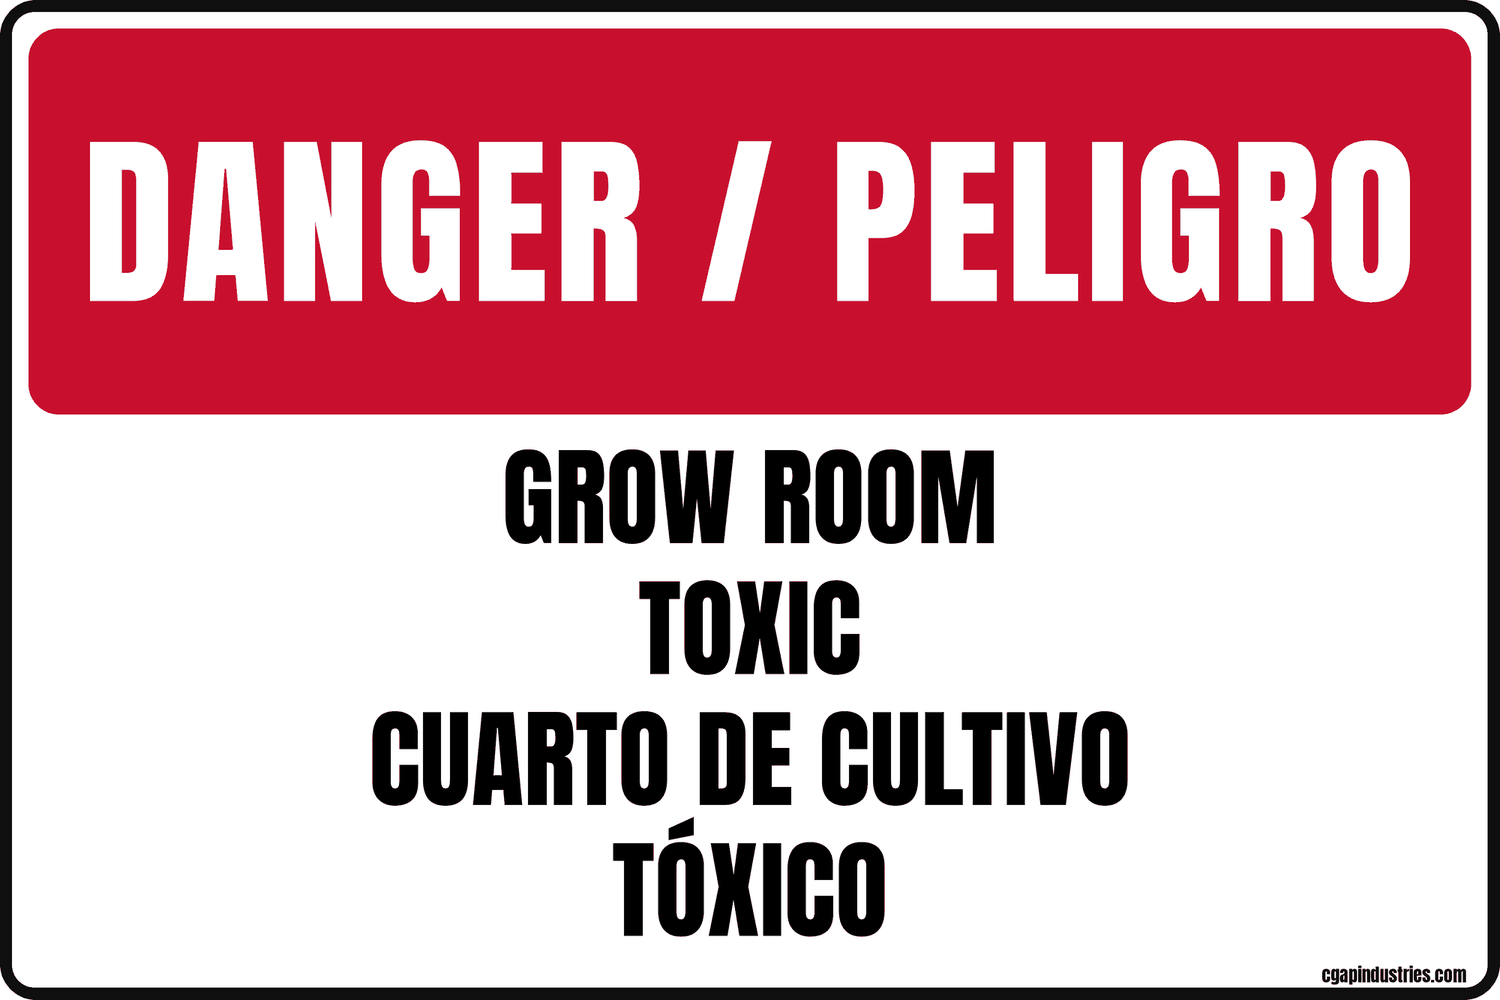 DANGER / PELIGRO
GROW ROOM
TOXIC
CUARTO DE CULTIVO
TÓXICO
cgapindustries.com